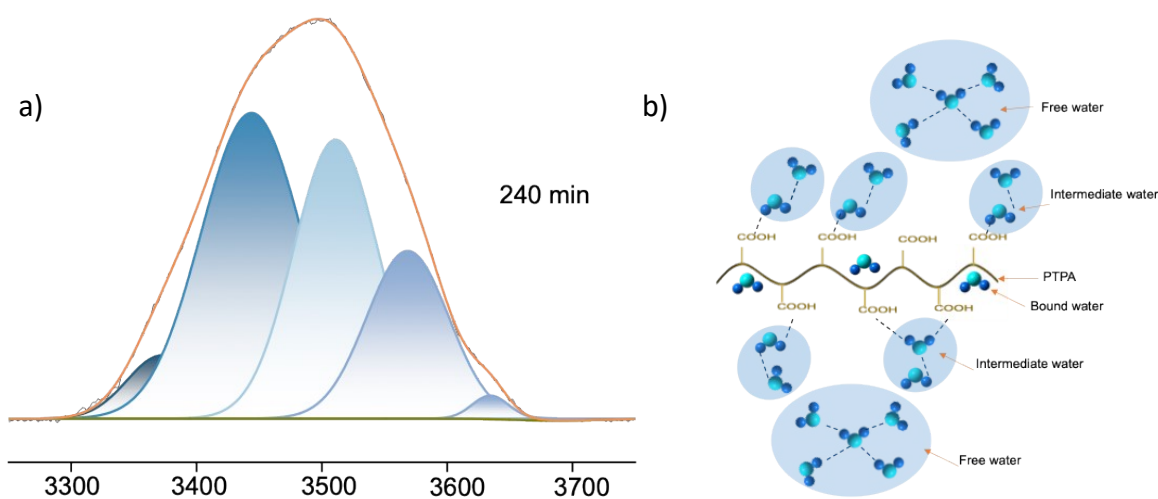 a)
240 min
3300 3400 3500 3600 3700
b)
Free water
Intermediate water
COOH COOH COOH COOH
PTPA
Bound water
COOH COOH COOH
Intermediate water
Free water